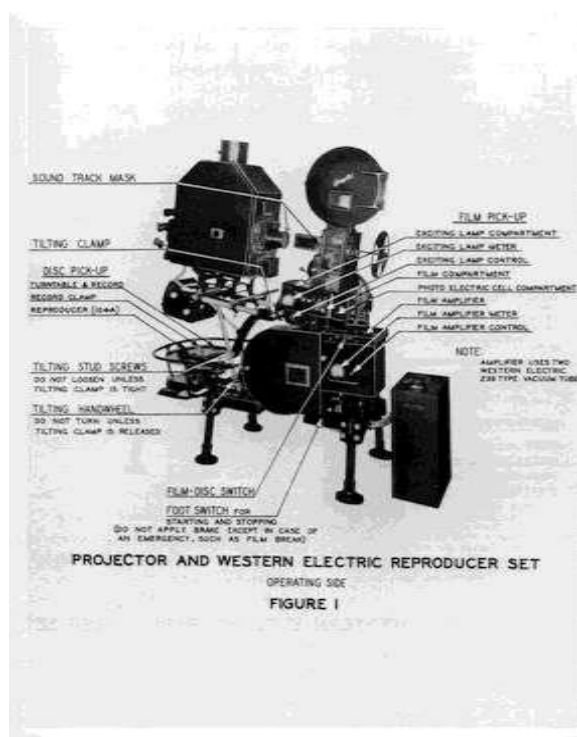 SOUND TRACK MASK
TILTING CLAMP
DISC PICK-UP
TURNTABLE & RECORD
RECORD CLAMP
REPRODUCER (104-A)
TILTING STUD SCREWS
DO NOT LOOSEN UNLESS
TILTING CLAMP IS TIGHT
TILTING HANDWHEEL
DO NOT TURN UNLESS
TILTING CLAMP IS RELEASED
FILM PICK-UP
EXCITING LAMP COMPARTMENT
EXCITING LAMP METER
EXCITING LAMP CONTROL
FILM COMPARTMENT
PHOTO ELECTRIC CELL COMPARTMENT
FILM AMPLIFIER
FILM AMPLIFIER METER
FILM AMPLIFIER CONTROL
NOTE:
AMPLIFIER USES TWO
WESTERN ELECTRIC
TYPE VACUUM TUBE
FILM-DISC SWITCH
FOOT SWITCH FOR
STARTING AND STOPPING
(DO NOT APPLY BRAKE EXCEPT IN CASE OF
AN EMERGENCY, SUCH AS FILM BREAK)
PROJECTOR AND WESTERN ELECTRIC REPRODUCER SET
OPERATING SIDE
FIGURE 1